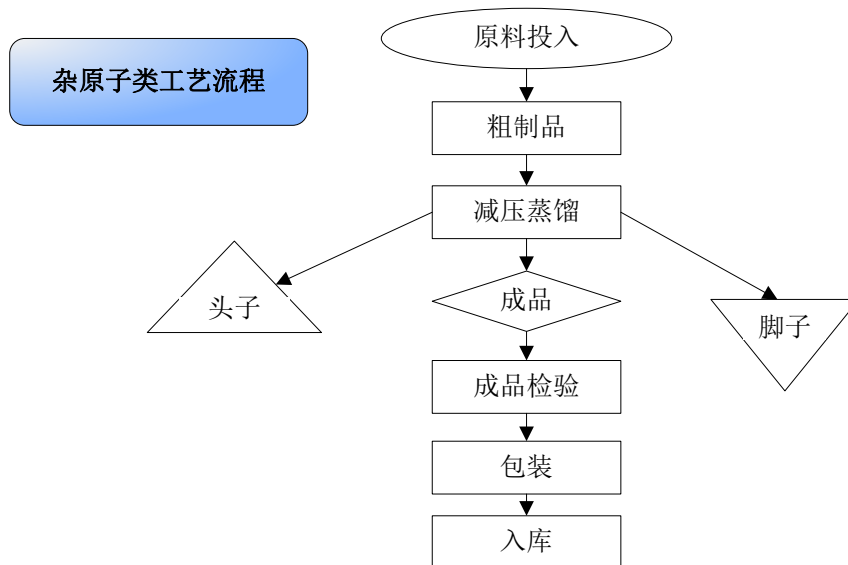 原料投入
杂原子类工艺流程
粗制品
减压蒸馏
头子
成品
脚子
成品检验
包装
入库